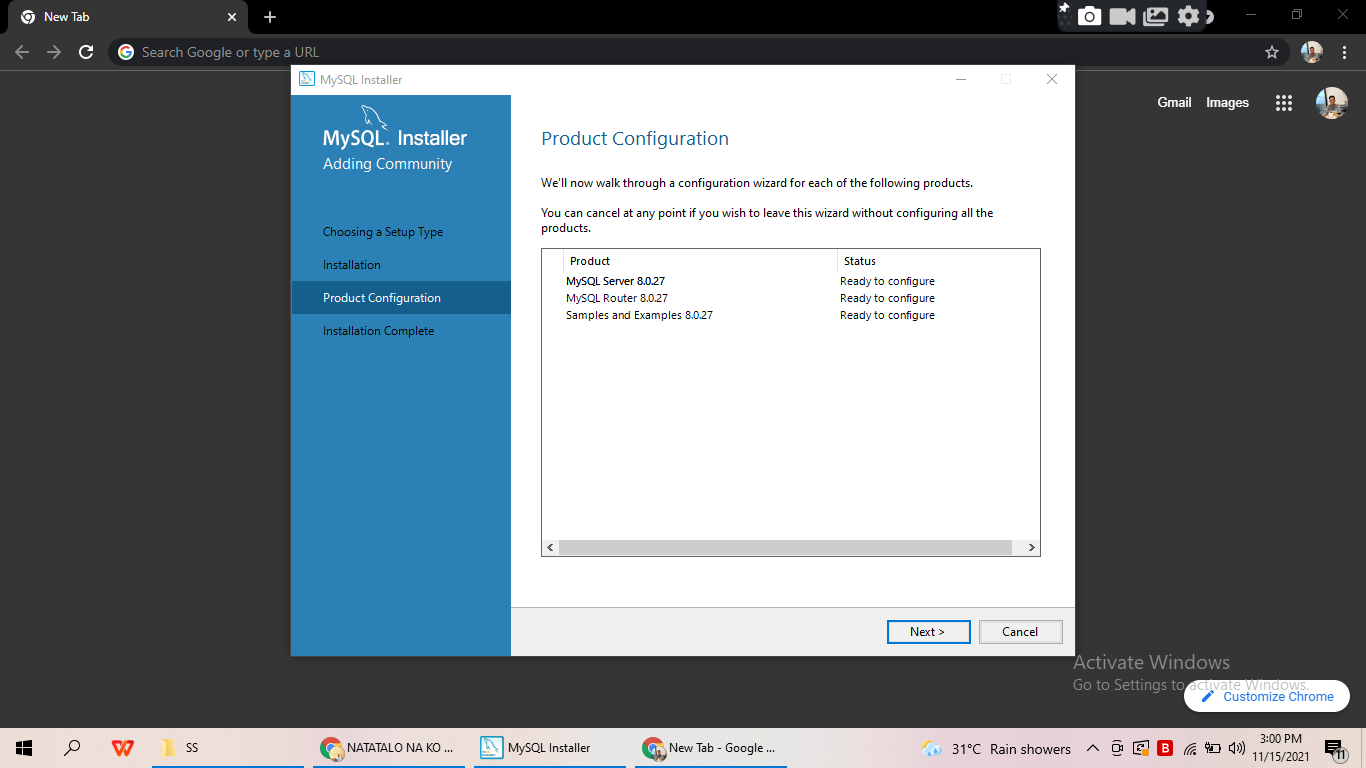 New Tab
Search Google or type a URL
MySQL Installer
Gmail
Images
MySQL. Installer
Adding Community
Choosing a Setup Type
Installation
Product Configuration
Installation Complete
Product Configuration
We'll now walk through a configuration wizard for each of the following products.
You can cancel at any point if you wish to leave this wizard without configuring all the
products.
Product Status
MySQL Server 8.0.27 Ready to configure
MySQL Router 8.0.27 Ready to configure
Samples and Examples 8.0.27 Ready to configure
Next >
Cancel
Activate Windows
Go to Settings to activate Windows.
Customize Chrome
SS
NATATALO NA KO ...
MySQL Installer
New Tab - Google ...
31°C Rain showers
3:00 PM
11/15/2021
11